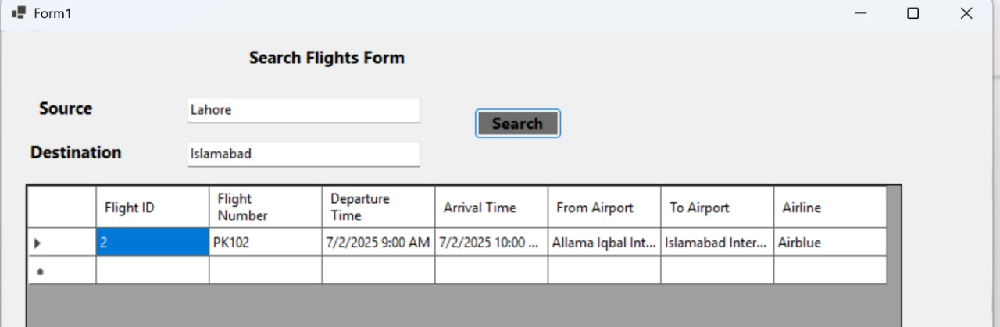 Form1
Search Flights Form
Source
Lahore
Search
Destination
Islamabad
Flight ID Flight Number Departure Time Arrival Time From Airport To Airport Airline
2 PK102 7/2/2025 9:00 AM 7/2/2025 10:00 ... Allama Iqbal Int... Islamabad Inter... Airblue